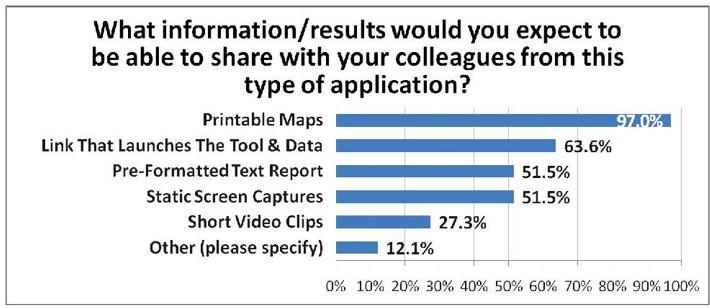 What information/results would you expect to
be able to share with your colleagues from this
type of application?
Printable Maps 97.0%
Link That Launches The Tool & Data 63.6%
Pre-Formatted Text Report 51.5%
Static Screen Captures 51.5%
Short Video Clips 27.3%
Other (please specify) 12.1%
0% 10% 20% 30% 40% 50% 60% 70% 80% 90% 100%